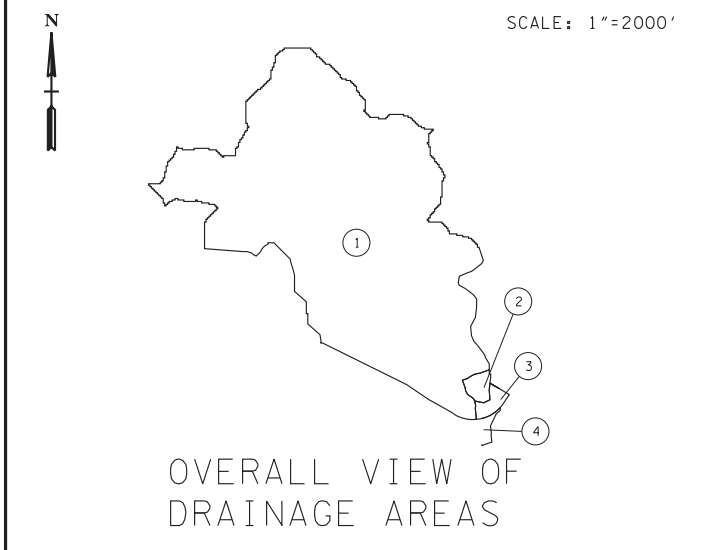 N
SCALE: 1"=2000'
1
2
3
4
OVERALL VIEW OF
DRAINAGE AREAS